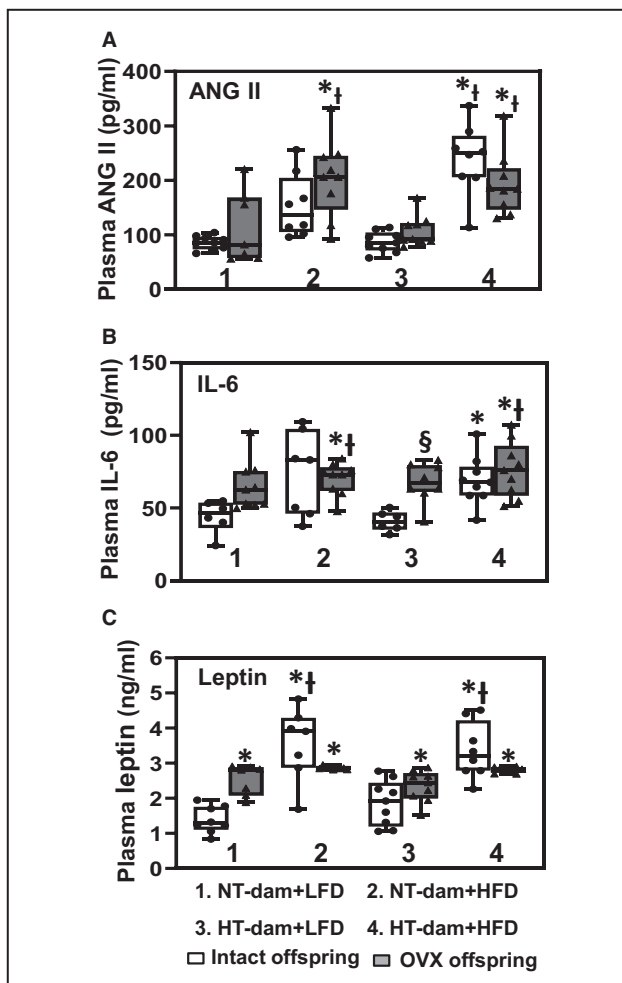 A
ANG II
Plasma ANG II (pg/ml)
400
300
200
100
0
*ƚ
*ƚ
*ƚ
1 2 3 4
B
IL-6
Plasma IL-6 (pg/ml)
150
100
50
0
*ƚ
§
*
*ƚ
1 2 3 4
C
Leptin
Plasma leptin (ng/ml)
6
5
4
3
2
1
0
*
*ƚ
*
*
*ƚ
*
1 2 3 4
1. NT-dam+LFD 2. NT-dam+HFD
3. HT-dam+LFD 4. HT-dam+HFD
Intact offspring OVX offspring